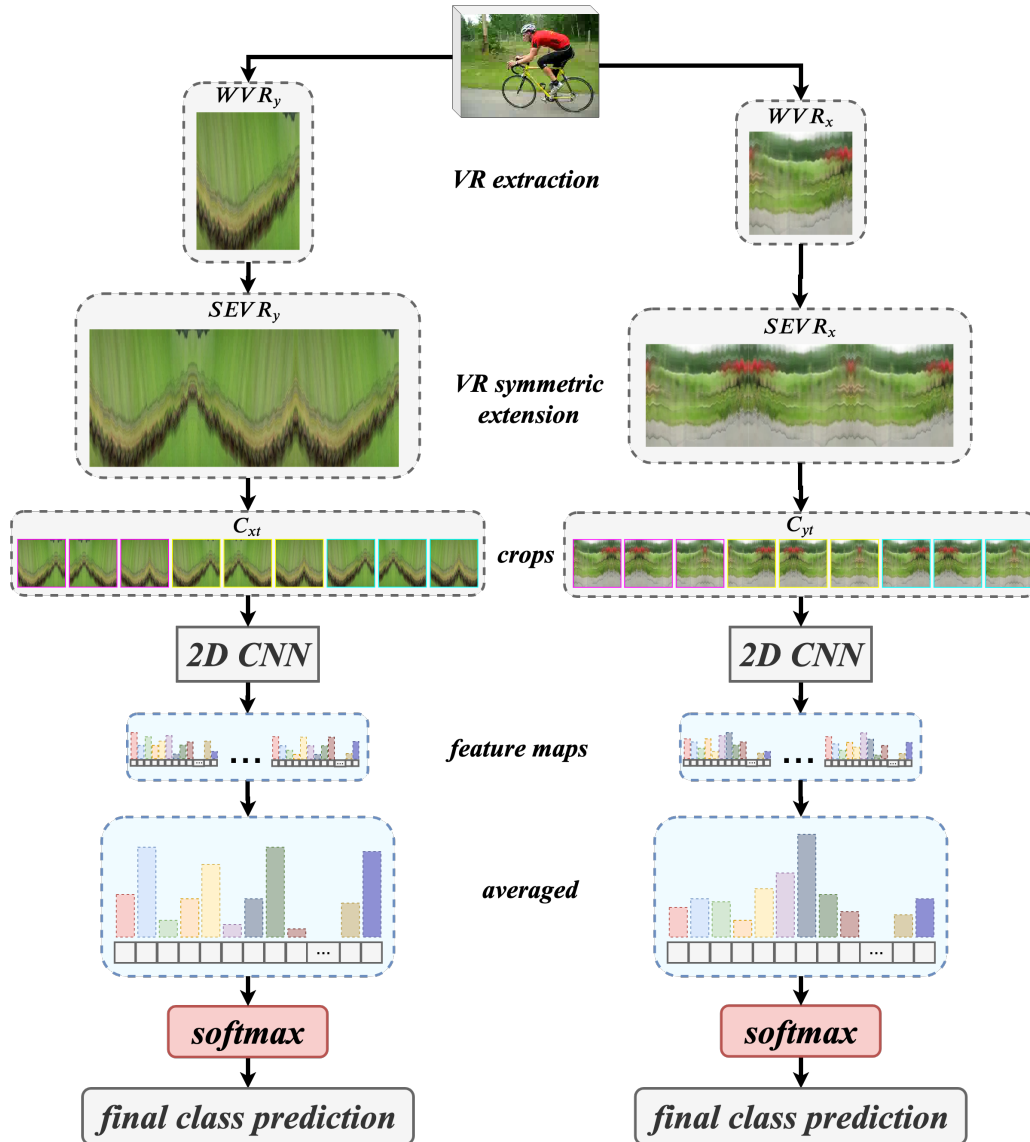 WVR_y
WVR_x
VR extraction
SEVR_y
SEVR_x
VR symmetric
extension
C_xt
C_yt
crops
2D CNN
2D CNN
...
...
feature maps
...
...
...
...
averaged
...
...
softmax
softmax
final class prediction
final class prediction